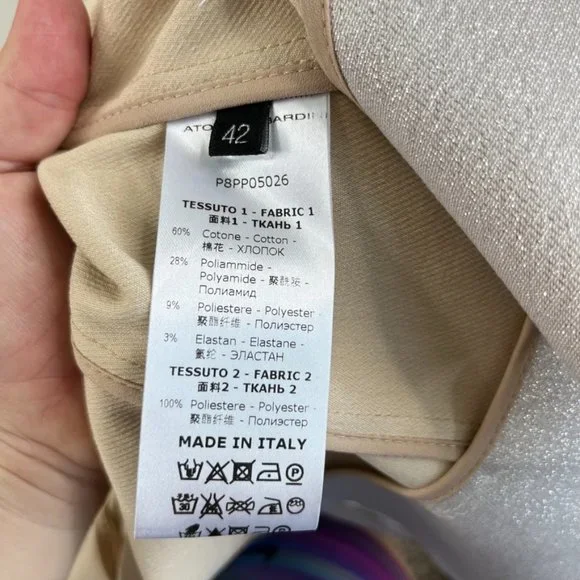 42
P8PP05026
TESSUTO 1 - FABRIC 1
面料1 - ТКАНЬ 1
60% Cotone - Cotton -
棉花 - ХЛОПОК
28% Poliammide -
Polyamide - 聚酰胺 -
Полиамид
9% Poliestere - Polyester
聚酯纤维 - Полиэстер
3% Elastan - Elastane -
氨纶 - ЭЛАСТАН
TESSUTO 2 - FABRIC 2
面料2 - ТКАНЬ 2
100% Poliestere - Polyester -
聚酯纤维 - Полиэстер
MADE IN ITALY
P
30